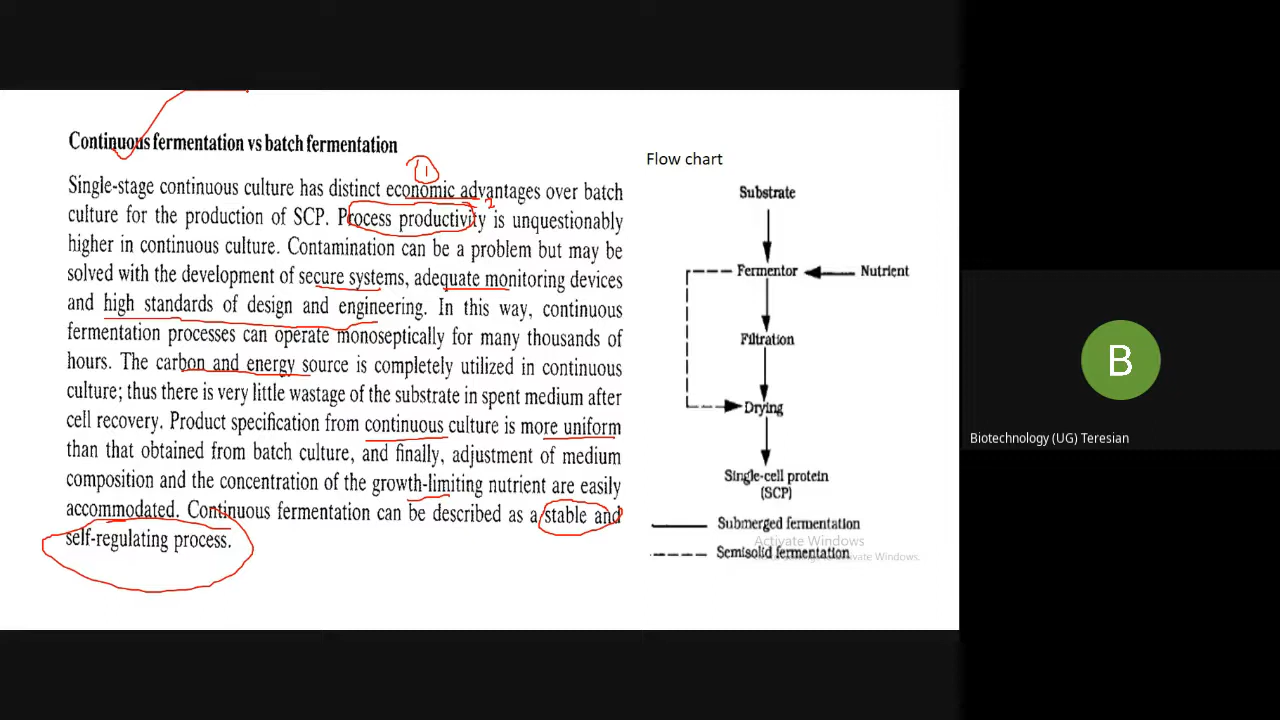 Continuous fermentation vs batch fermentation
Single-stage continuous culture has distinct economic advantages over batch
culture for the production of SCP. Process productivity is unquestionably
higher in continuous culture. Contamination can be a problem but may be
solved with the development of secure systems, adequate monitoring devices
and high standards of design and engineering. In this way, continuous
fermentation processes can operate monoseptically for many thousands of
hours. The carbon and energy source is completely utilized in continuous
culture; thus there is very little wastage of the substrate in spent medium after
cell recovery. Product specification from continuous culture is more uniform
than that obtained from batch culture, and finally, adjustment of medium
composition and the concentration of the growth-limiting nutrient are easily
accommodated. Continuous fermentation can be described as a stable and
self-regulating process.
1
2
Flow chart
Substrate
Fermentor
Nutrient
Filtration
Drying
Single-cell protein
(SCP)
Submerged fermentation
Semisolid fermentation
Activate Windows
Activate Windows.
B
Biotechnology (UG) Teresian